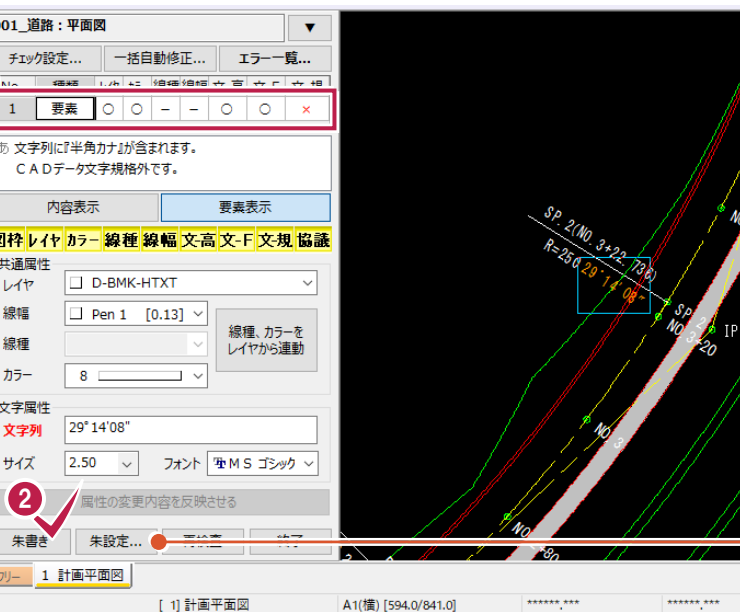 001_道路：平面図 ▼
チェック設定... 一括自動修正... エラー一覧...
1 要素 ○ ○ － － ○ ○ ×
あ 文字列に『半角カナ』が含まれます。
ＣＡＤデータ文字規格外です。
内容表示 要素表示
図枠 レイヤ カラー 線種 線幅 文-高 文-F 文-規 協議
共通属性
レイヤ D-BMK-HTXT
線幅 Pen 1 [0.13]
線種
線種、カラーを
レイヤから連動
カラー 8
文字属性
文字列 29ﾟ14'08"
サイズ 2.50 フォント ＭＳ ゴシック
2 属性の変更内容を反映させる
朱書き 朱設定...
フリー 1 計画平面図
[ 1] 計画平面図 A1(横) [594.0/841.0] ******.*** ******.***
SP.2(NO.3+22.736)
R=250
29ﾟ14'08"
SP.2
NO.3+20
IP
NO.3